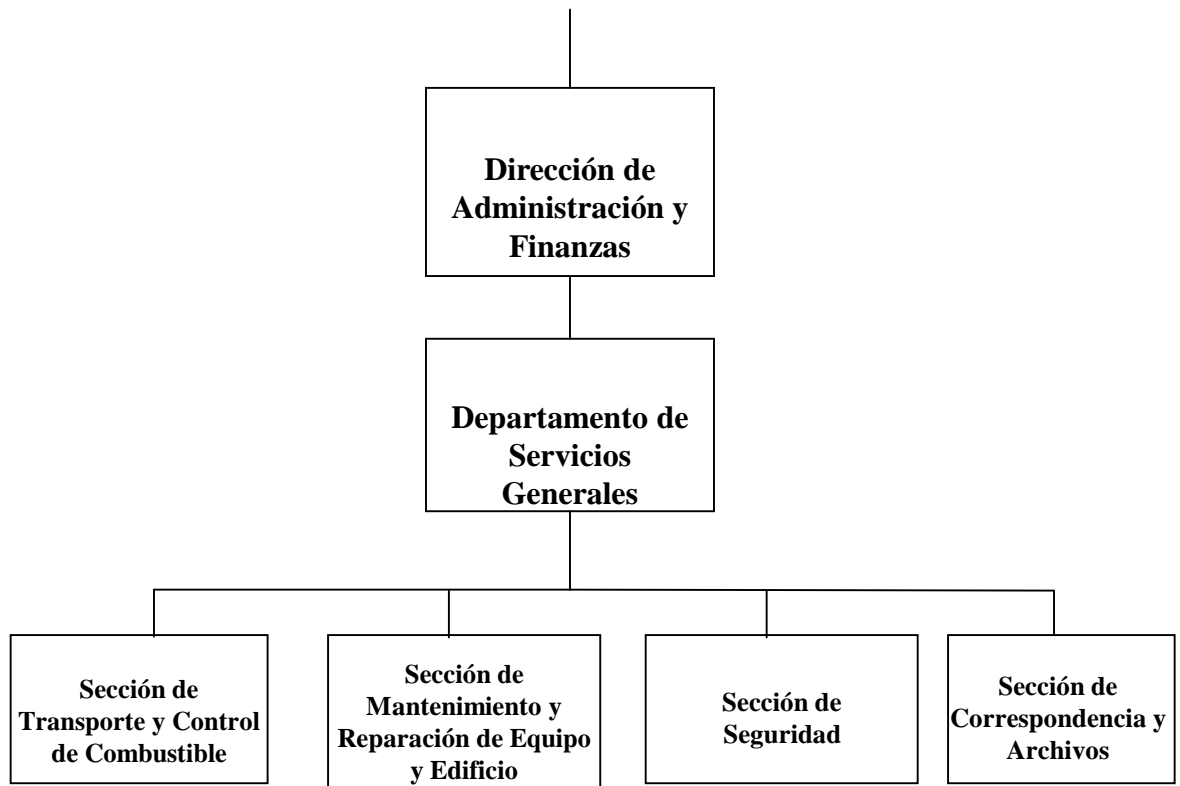 Dirección de
Administración y
Finanzas
Departamento de
Servicios
Generales
Sección de
Transporte y Control
de Combustible
Sección de
Mantenimiento y
Reparación de Equipo
y Edificio
Sección de
Seguridad
Sección de
Correspondencia y
Archivos